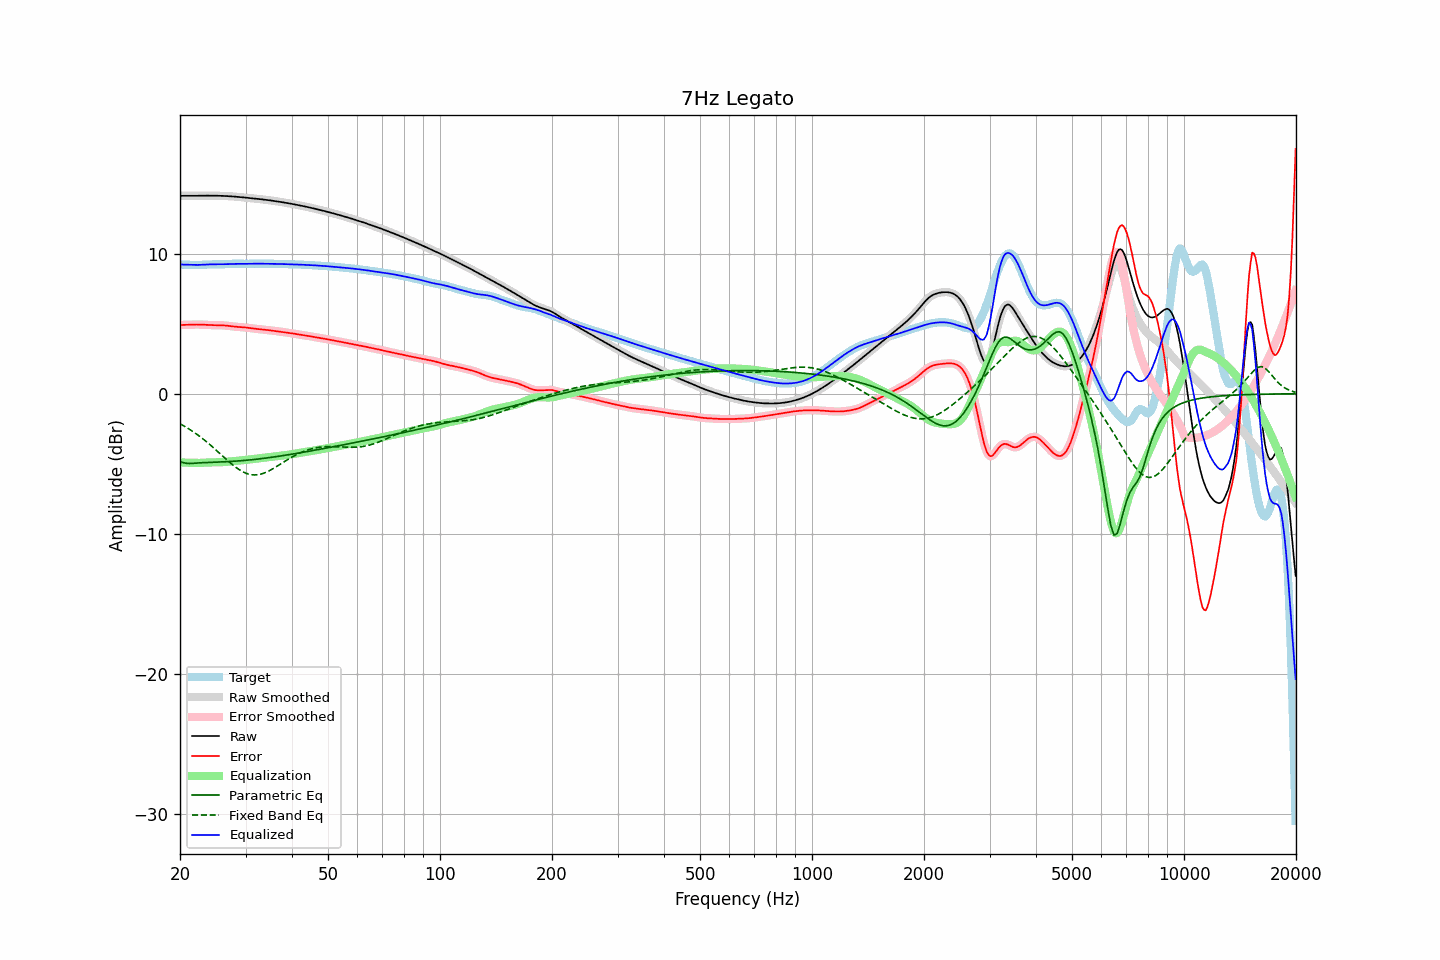 7Hz Legato
Amplitude (dBr)
10
0
−10
−20
−30
Target
Raw Smoothed
Error Smoothed
Raw
Error
Equalization
Parametric Eq
Fixed Band Eq
Equalized
20 50 100 200 500 1000 2000 5000 10000 20000
Frequency (Hz)